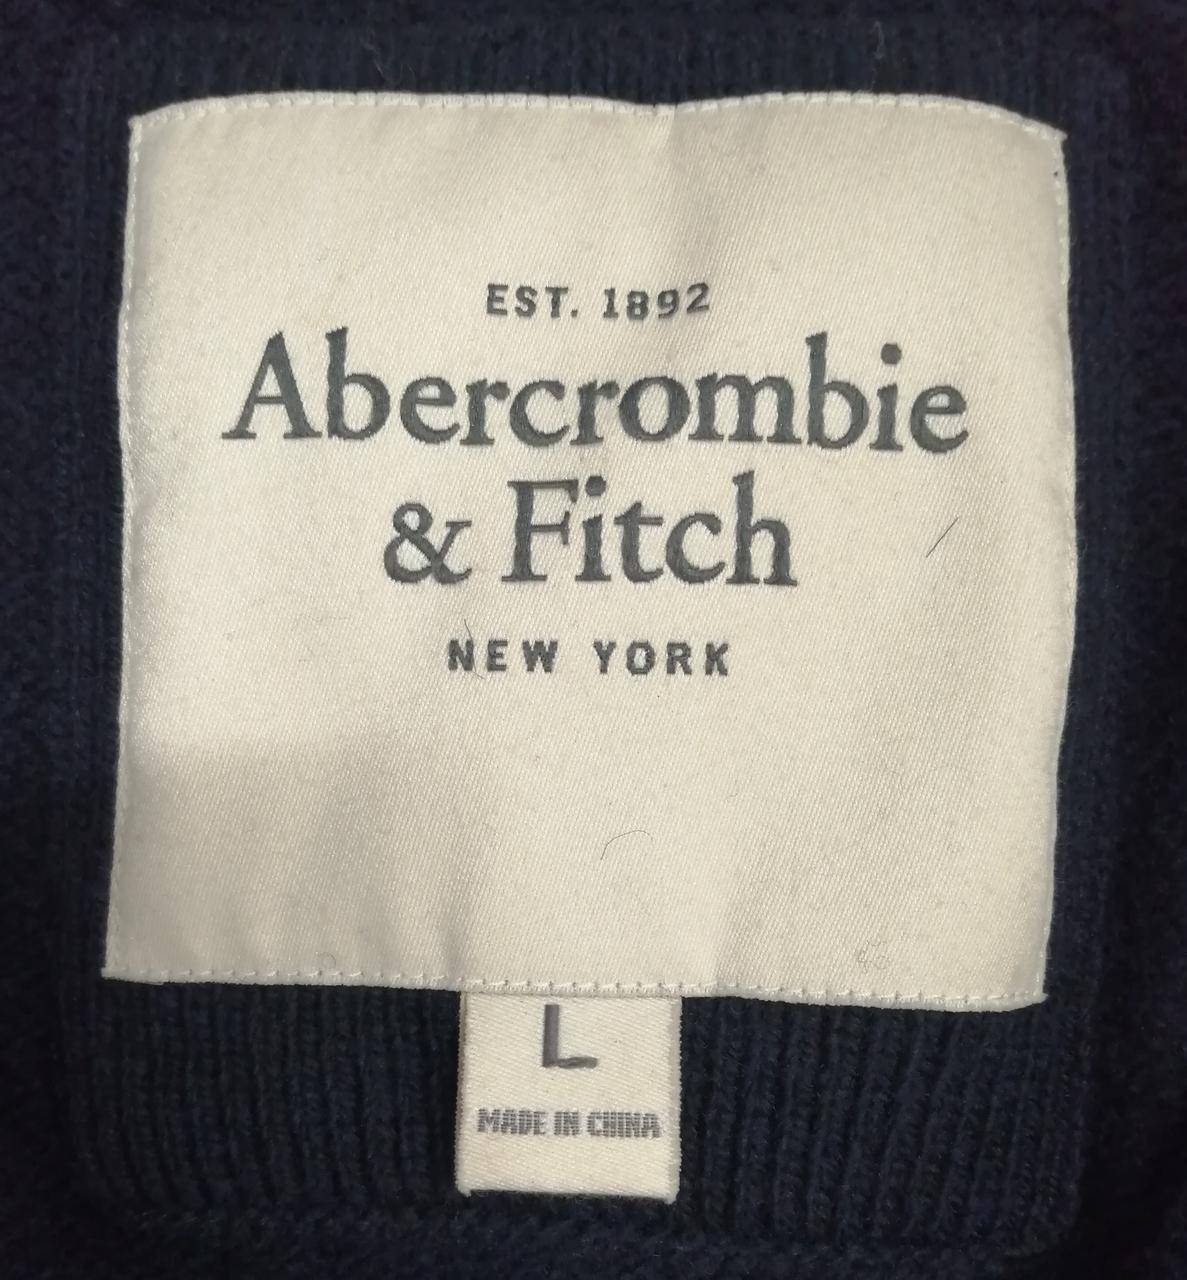 EST. 1892
Abercrombie
& Fitch
NEW YORK
L
MADE IN CHINA